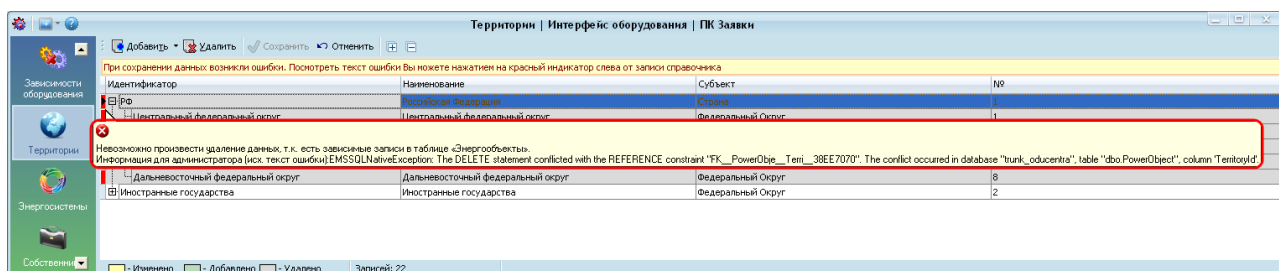 Территории | Интерфейс оборудования | ПК Заявки
Добавить Удалить Сохранить Отменить
При сохранении данных возникли ошибки. Посмотреть текст ошибки Вы можете нажатием на красный индикатор слева от записи справочника
Зависимости оборудования
Территории
Энергосистемы
Собственни
Идентификатор Наименование Субъект №
РФ Российская Федерация Страна 1
Центральный федеральный округ Центральный федеральный округ Федеральный Округ 1
Невозможно произвести удаление данных, т.к. есть зависимые записи в таблице «Энергообъекты».
Информация для администратора (исх. текст ошибки):EMSSQLNativeException: The DELETE statement conflicted with the REFERENCE constraint "FK__PowerObje__Terri__38EE7070". The conflict occurred in database "trunk_oducentra", table "dbo.PowerObject", column 'TerritoryId'.
Дальневосточный федеральный округ Дальневосточный федеральный округ Федеральный Округ 8
Иностранные государства Иностранные государства Федеральный Округ 2
- Изменено - Добавлено - Удалено Записей: 22